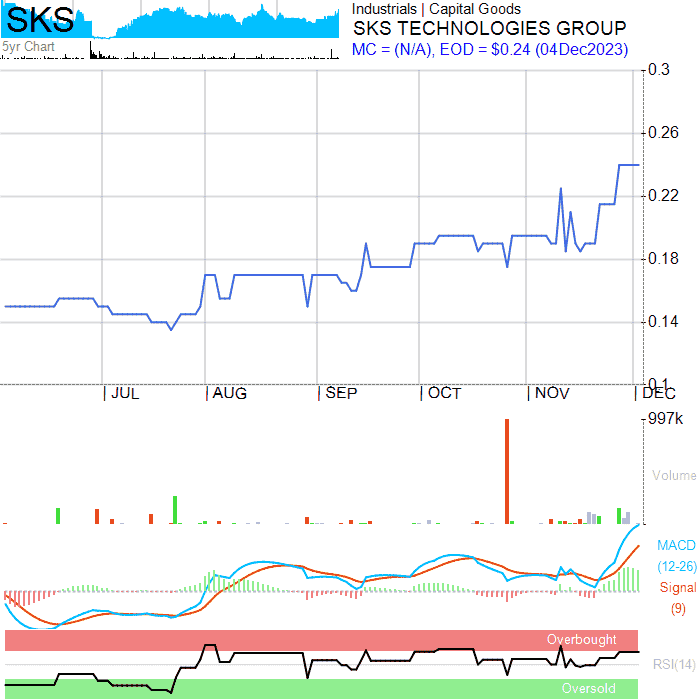 SKS
5yr Chart
Industrials | Capital Goods
SKS TECHNOLOGIES GROUP
MC = (N/A), EOD = $0.24 (04Dec2023)
0.3
0.26
0.22
0.18
0.14
0.1
JUL AUG SEP OCT NOV DEC
997k
Volume
MACD
(12-26)
Signal
(9)
Overbought
RSI(14)
Oversold